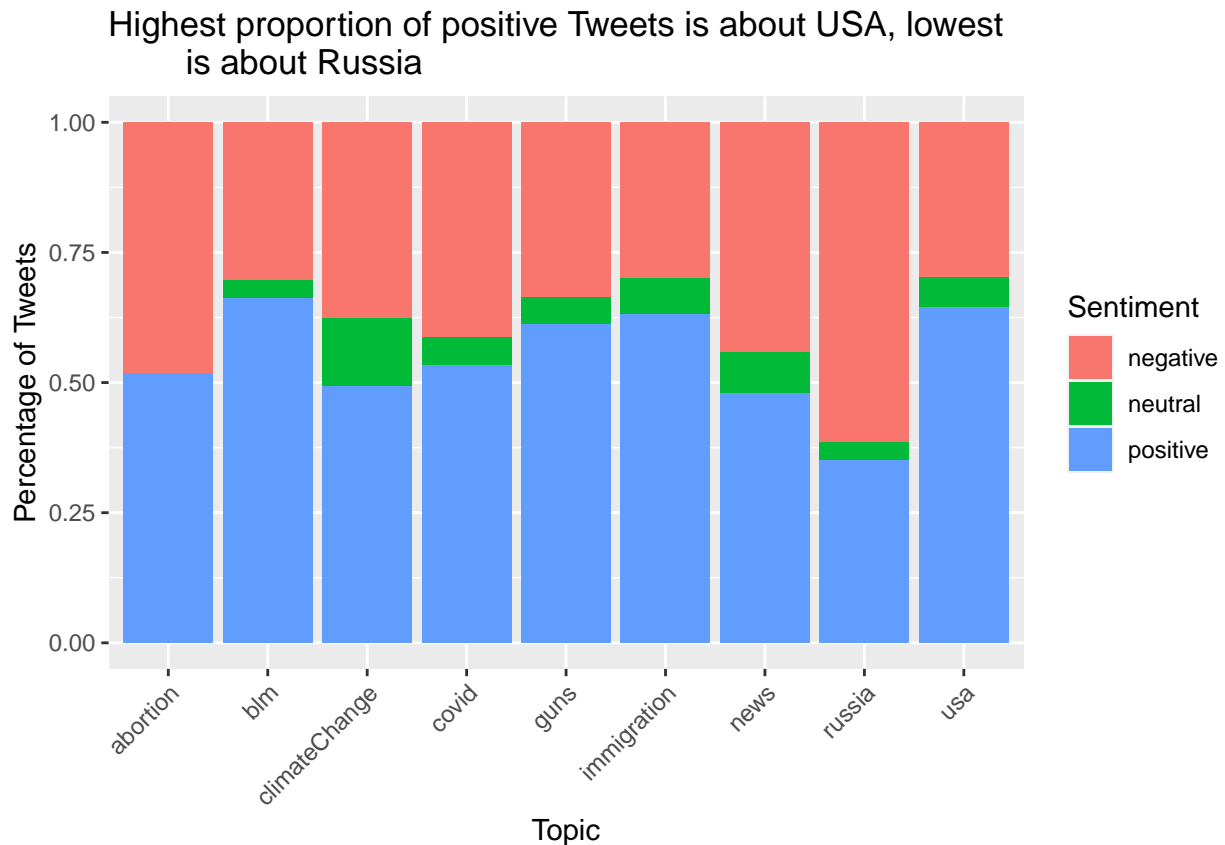 Highest proportion of positive Tweets is about USA, lowest
is about Russia
Percentage of Tweets
1.00
0.75
0.50
0.25
0.00
abortion
blm
climateChange
covid
guns
immigration
news
russia
usa
Topic
Sentiment
negative
neutral
positive